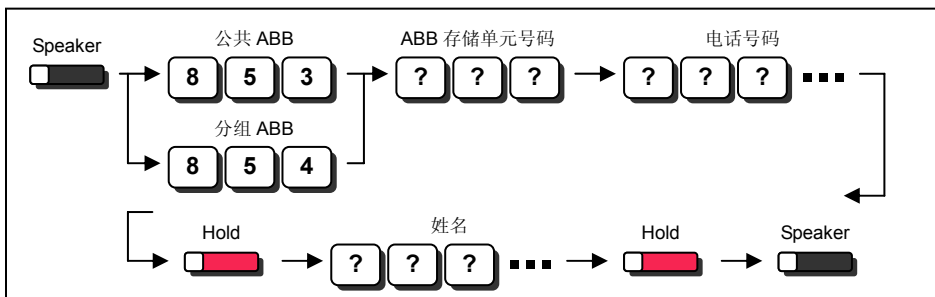 Speaker
公共 ABB
ABB 存储单元号码
电话号码
8 5 3
? ? ?
? ? ?
分组 ABB
8 5 4
Hold
姓名
Hold
Speaker
? ? ?